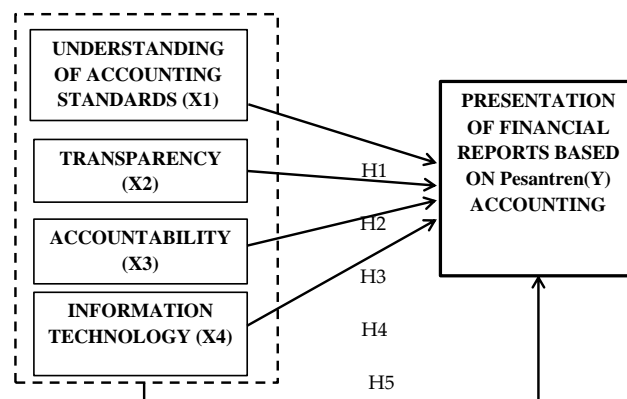 UNDERSTANDING
OF ACCOUNTING
STANDARDS (X1)
TRANSPARENCY
(X2)
ACCOUNTABILITY
(X3)
INFORMATION
TECHNOLOGY (X4)
H1
H2
H3
H4
H5
PRESENTATION
OF FINANCIAL
REPORTS BASED
ON Pesantren(Y)
ACCOUNTING